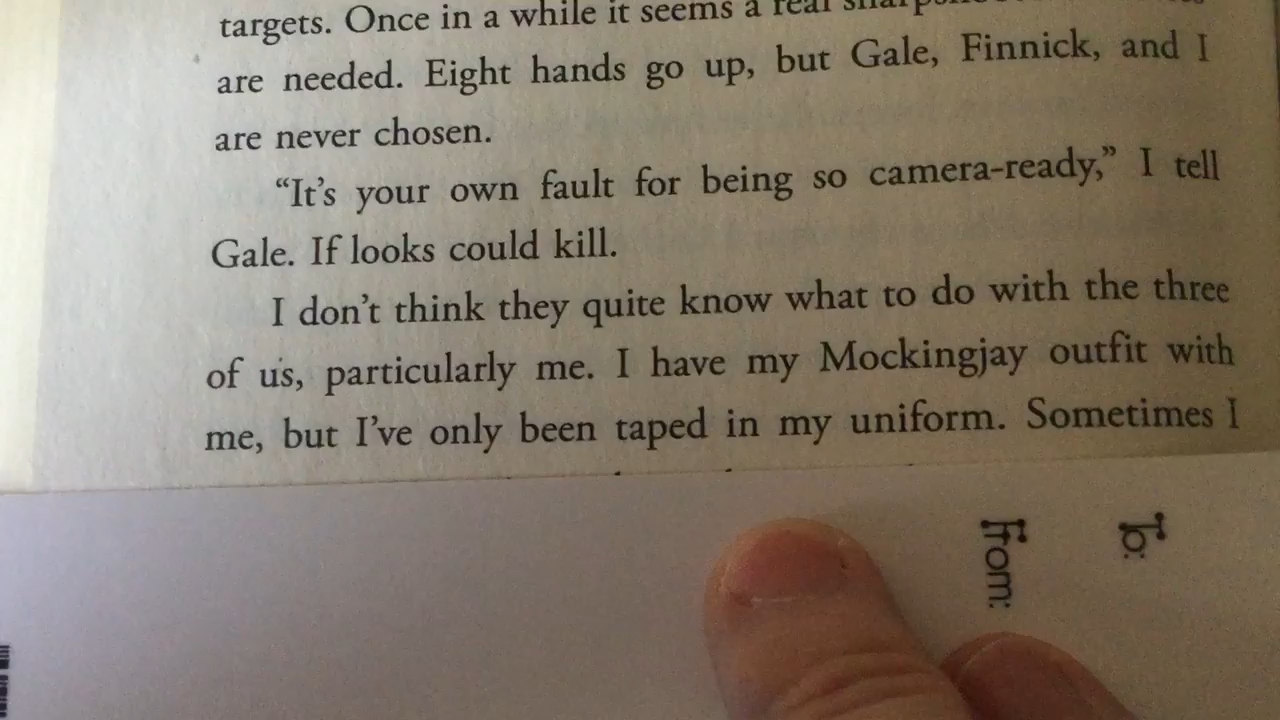 targets. Once in a while it seems a real
are needed. Eight hands go up, but Gale, Finnick, and I
are never chosen.
“It’s your own fault for being so camera-ready,” I tell
Gale. If looks could kill.
I don’t think they quite know what to do with the three
of us, particularly me. I have my Mockingjay outfit with
me, but I’ve only been taped in my uniform. Sometimes I
To:
From: